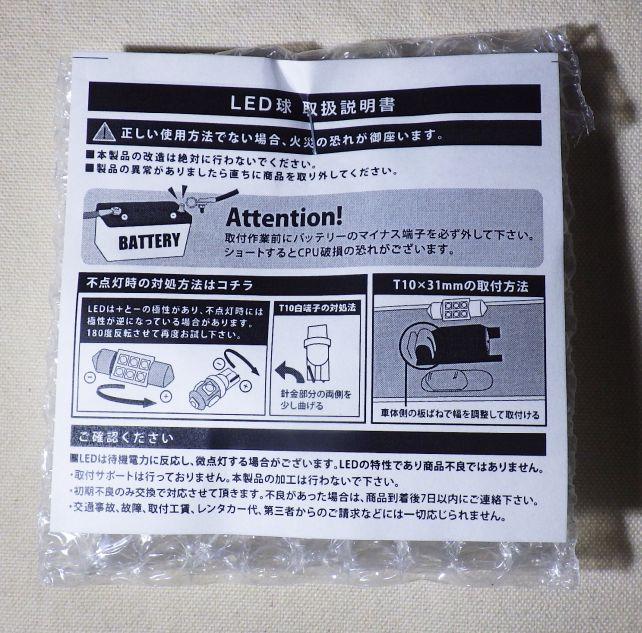 LED球 取扱説明書
正しい使用方法でない場合、火災の恐れが御座います。
■本製品の改造は絶対に行わないでください。
■製品の異常がありましたら直ちに商品を取り外してください。
BATTERY
Attention!
取付作業前にバッテリーのマイナス端子を必ず外して下さい。
ショートするとCPU破損の恐れがございます。
不点灯時の対処方法はコチラ
LEDは+とーの極性があり、不点灯時には
極性が逆になっている場合があります。
180度反転させて再度お試し下さい。
T10白端子の対処法
針金部分の両側を
少し曲げる
T10×31mmの取付方法
車体側の板ばねで幅を調整して取付ける
ご確認ください
■LEDは待機電力に反応し、微点灯する場合がございます。LEDの特性であり商品不良ではありません。
・取付サポートは行っておりません。本製品の加工は行わないで下さい。
・初期不良のみ交換で対応させて頂きます。不良があった場合は、商品到着後7日以内にご連絡下さい。
・交通事故、故障、取付工賃、レンタカー代、第三者からのご請求などには一切応じられません。